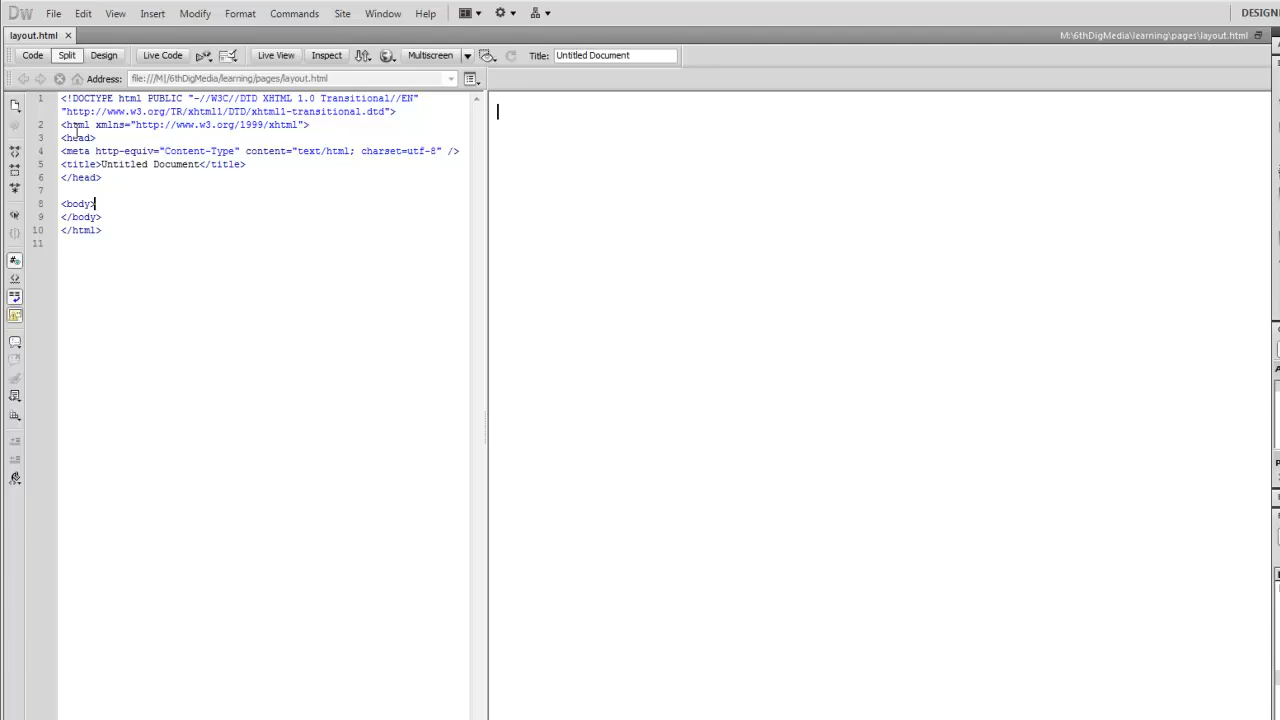 Dw File Edit View Insert Modify Format Commands Site Window Help DESIGNE
layout.html × M:\6thDigMedia\learning\pages\layout.html
Code Split Design Live Code Live View Inspect Multiscreen Title: Untitled Document
Address: file:///M|/6thDigMedia/learning/pages/layout.html
1 <!DOCTYPE html PUBLIC "-//W3C//DTD XHTML 1.0 Transitional//EN"
"http://www.w3.org/TR/xhtml1/DTD/xhtml1-transitional.dtd">
2 <html xmlns="http://www.w3.org/1999/xhtml">
3 <head>
4 <meta http-equiv="Content-Type" content="text/html; charset=utf-8" />
5 <title>Untitled Document</title>
6 </head>
7
8 <body>
9 </body>
10 </html>
11